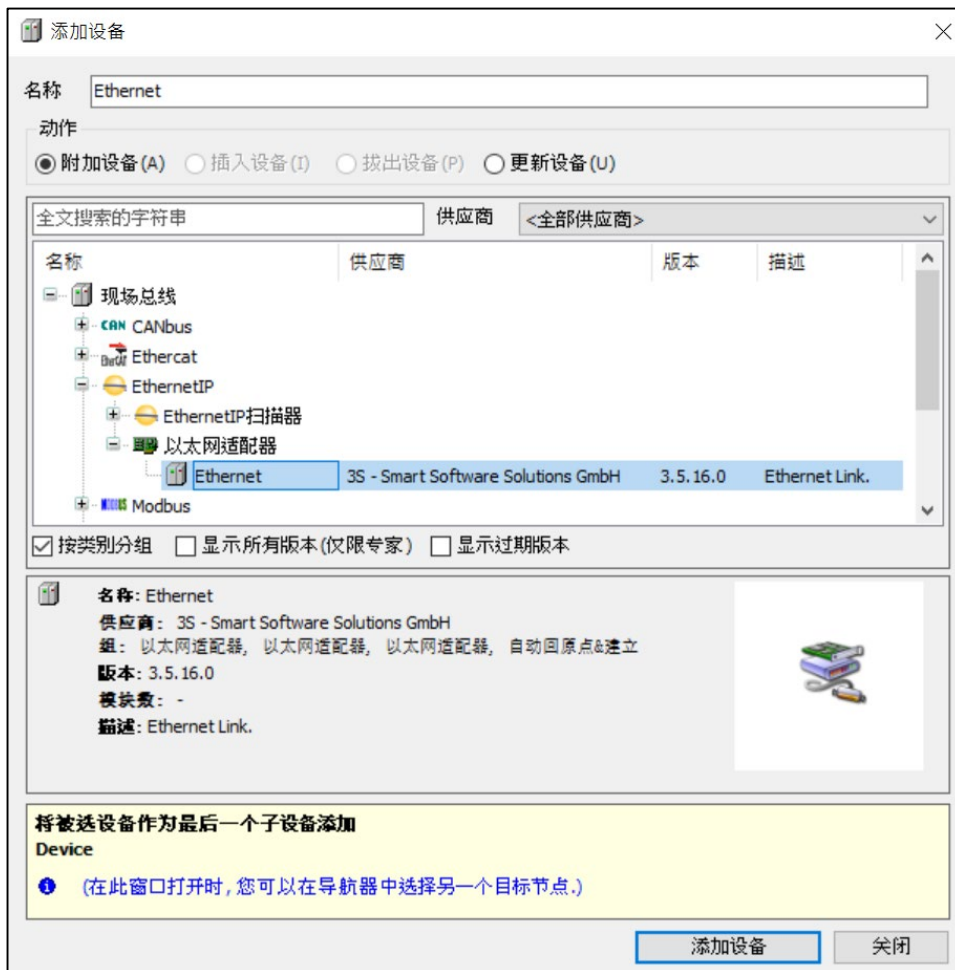 添加设备
名称 Ethernet
动作
附加设备(A) 插入设备(I) 拔出设备(P) 更新设备(U)
全文搜索的字符串 供应商 <全部供应商>
名称 供应商 版本 描述
现场总线
CAN CANbus
EtherCAT Ethercat
EthernetIP
EthernetIP扫描器
以太网适配器
Ethernet 3S - Smart Software Solutions GmbH 3.5.16.0 Ethernet Link.
MODBUS Modbus
按类别分组 显示所有版本(仅限专家) 显示过期版本
名称: Ethernet
供应商: 3S - Smart Software Solutions GmbH
组: 以太网适配器, 以太网适配器, 以太网适配器, 自动回原点&建立
版本: 3.5.16.0
模块数: -
描述: Ethernet Link.
将被选设备作为最后一个子设备添加
Device
(在此窗口打开时, 您可以在导航器中选择另一个目标节点.)
添加设备 关闭